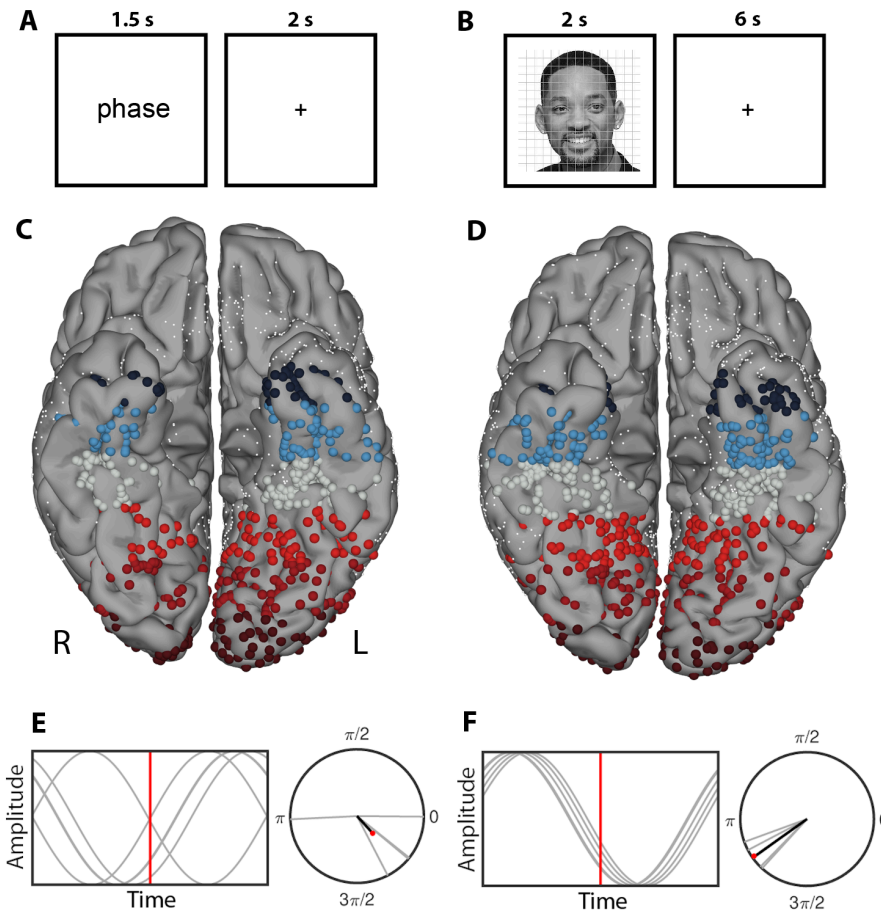 A
1.5 s
2 s
phase
+
B
2 s
6 s
+
C
R
L
D
E
Amplitude
Time
π/2
π
0
3π/2
F
Amplitude
Time
π/2
π
3π/2